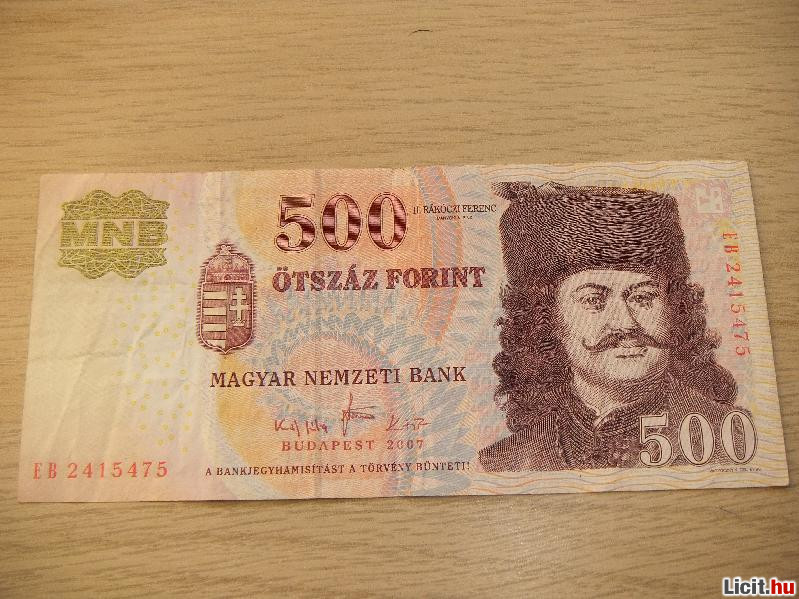 MNB
500
II. RÁKÓCZI FERENC
ÖTSZÁZ FORINT
MAGYAR NEMZETI BANK
BUDAPEST 2007
EB 2415475
A BANKJEGYHAMISÍTÁST A TÖRVÉNY BÜNTETI!
EB 2415475
500
Licit.hu